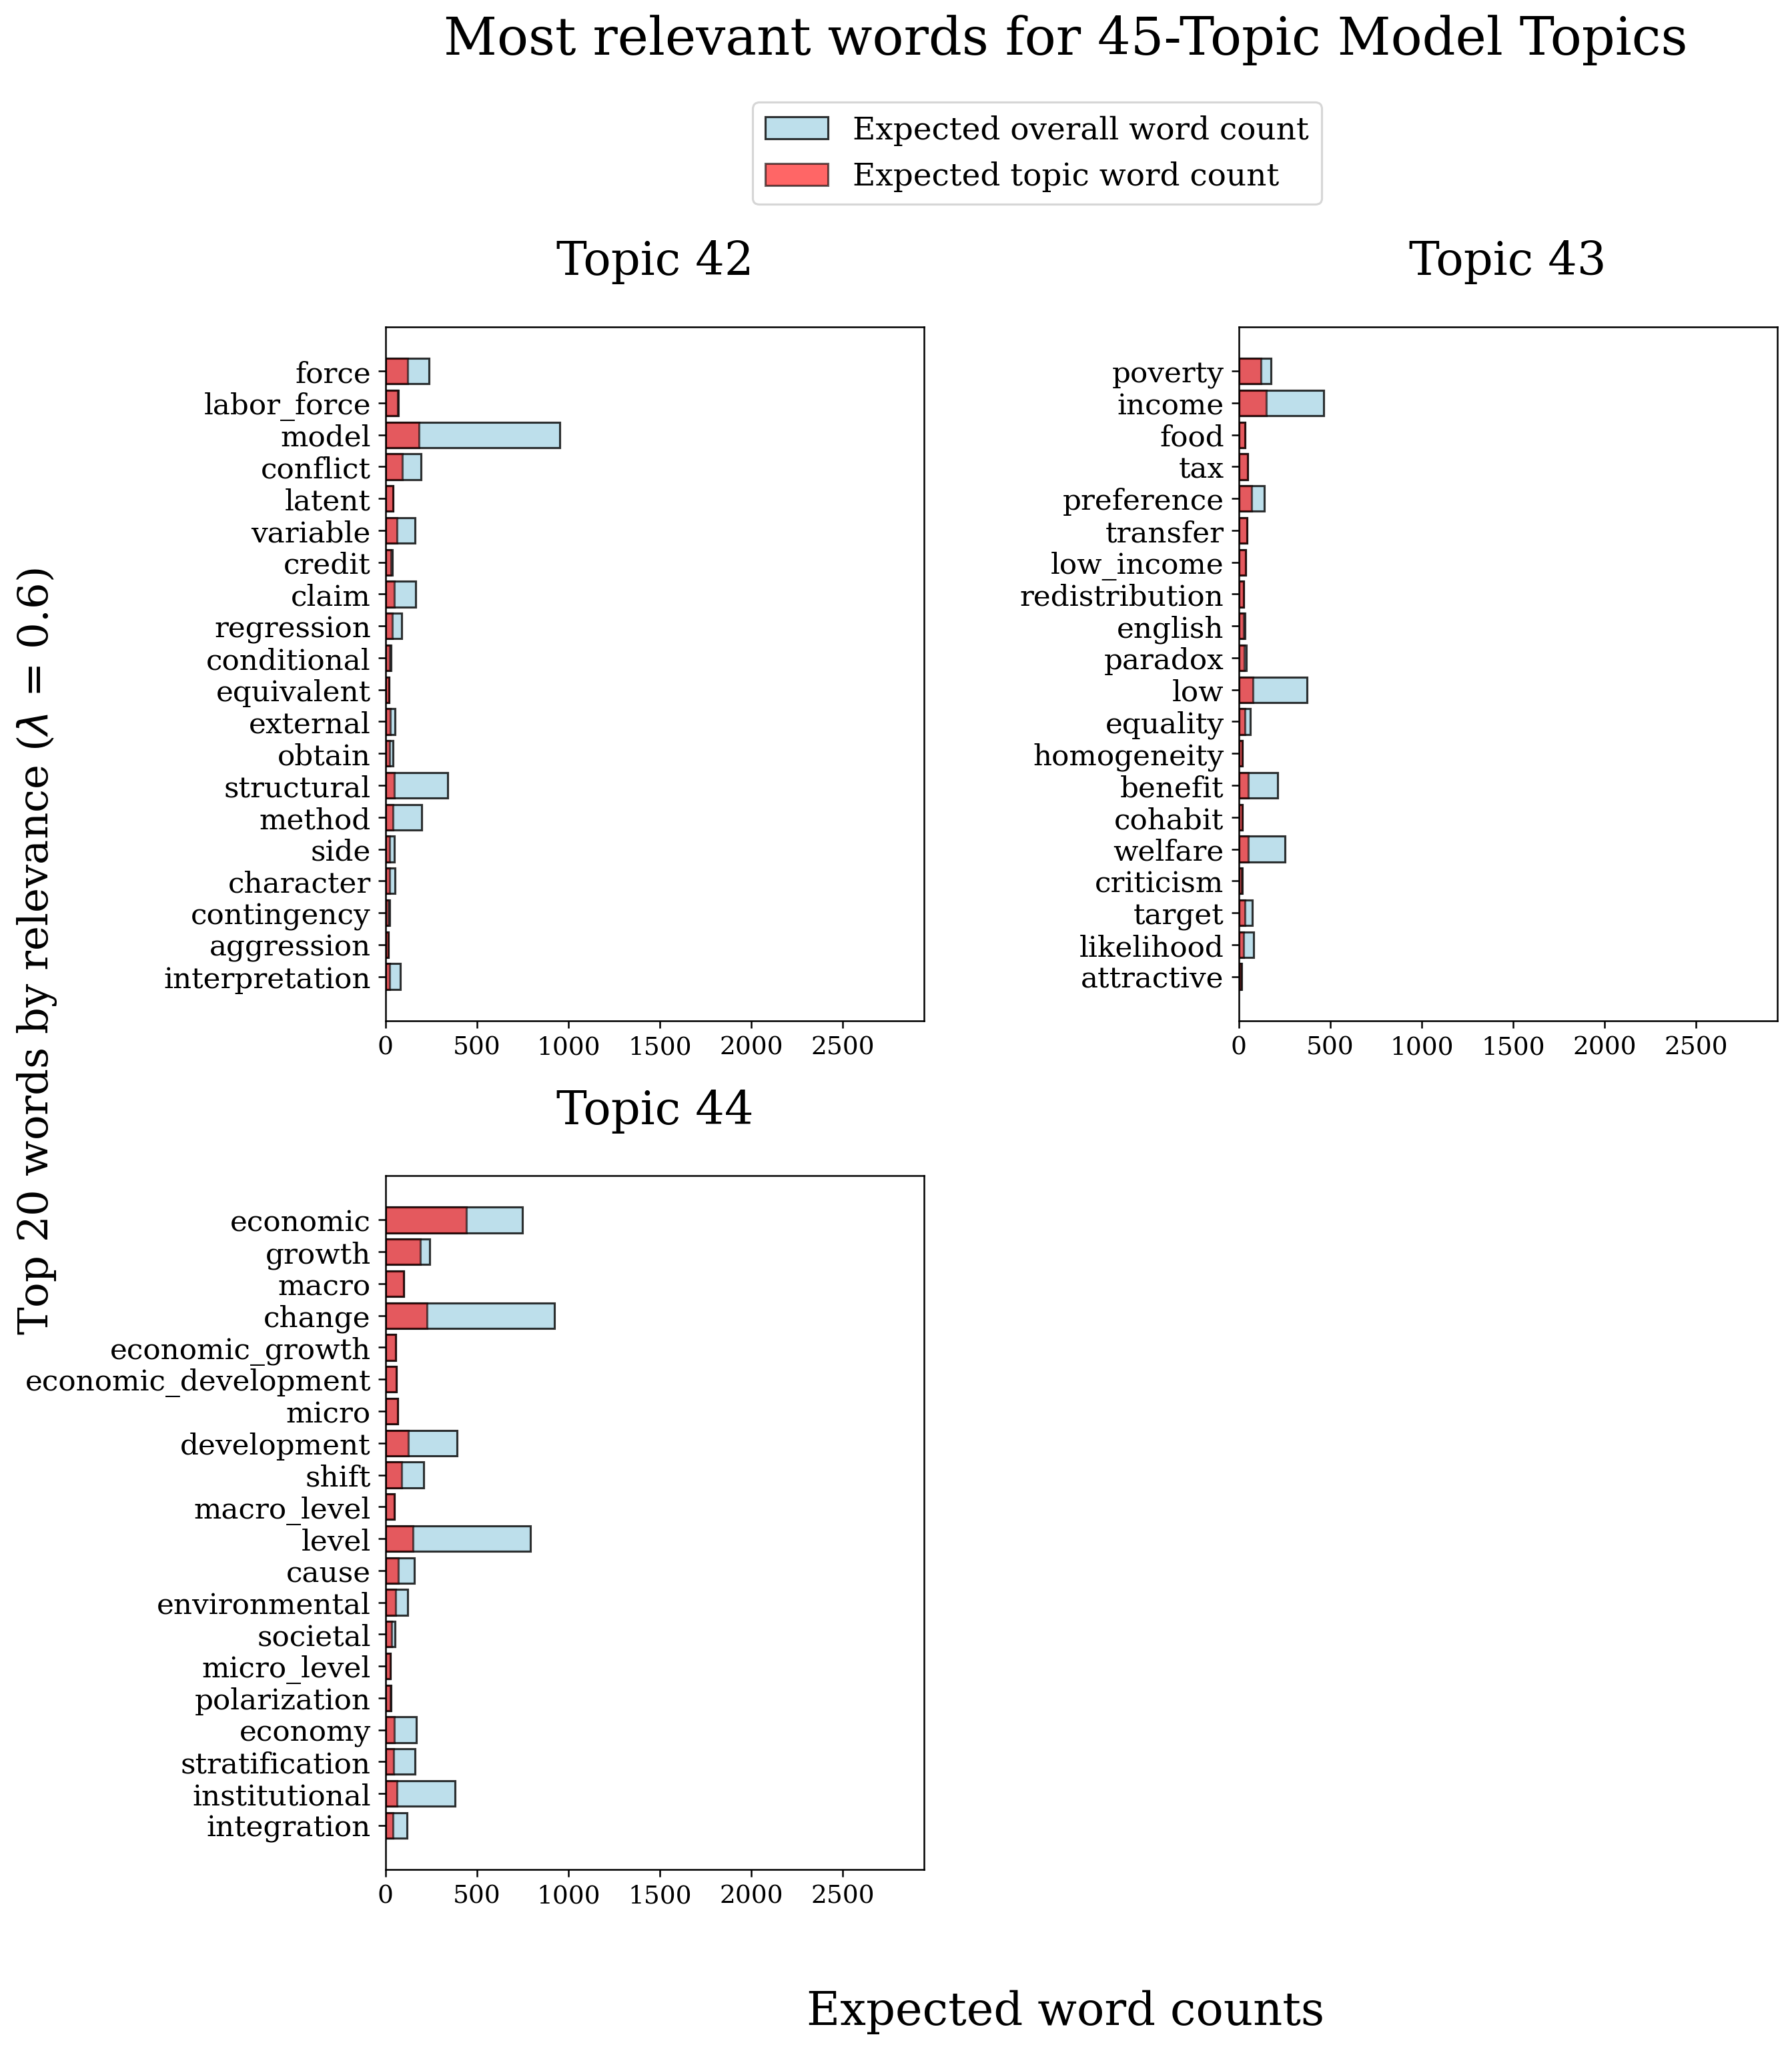 Most relevant words for 45-Topic Model Topics
Expected overall word count
Expected topic word count
Top 20 words by relevance (λ = 0.6)
Topic 42
force
labor_force
model
conflict
latent
variable
credit
claim
regression
conditional
equivalent
external
obtain
structural
method
side
character
contingency
aggression
interpretation
0 500 1000 1500 2000 2500
Topic 43
poverty
income
food
tax
preference
transfer
low_income
redistribution
english
paradox
low
equality
homogeneity
benefit
cohabit
welfare
criticism
target
likelihood
attractive
0 500 1000 1500 2000 2500
Topic 44
economic
growth
macro
change
economic_growth
economic_development
micro
development
shift
macro_level
level
cause
environmental
societal
micro_level
polarization
economy
stratification
institutional
integration
0 500 1000 1500 2000 2500
Expected word counts